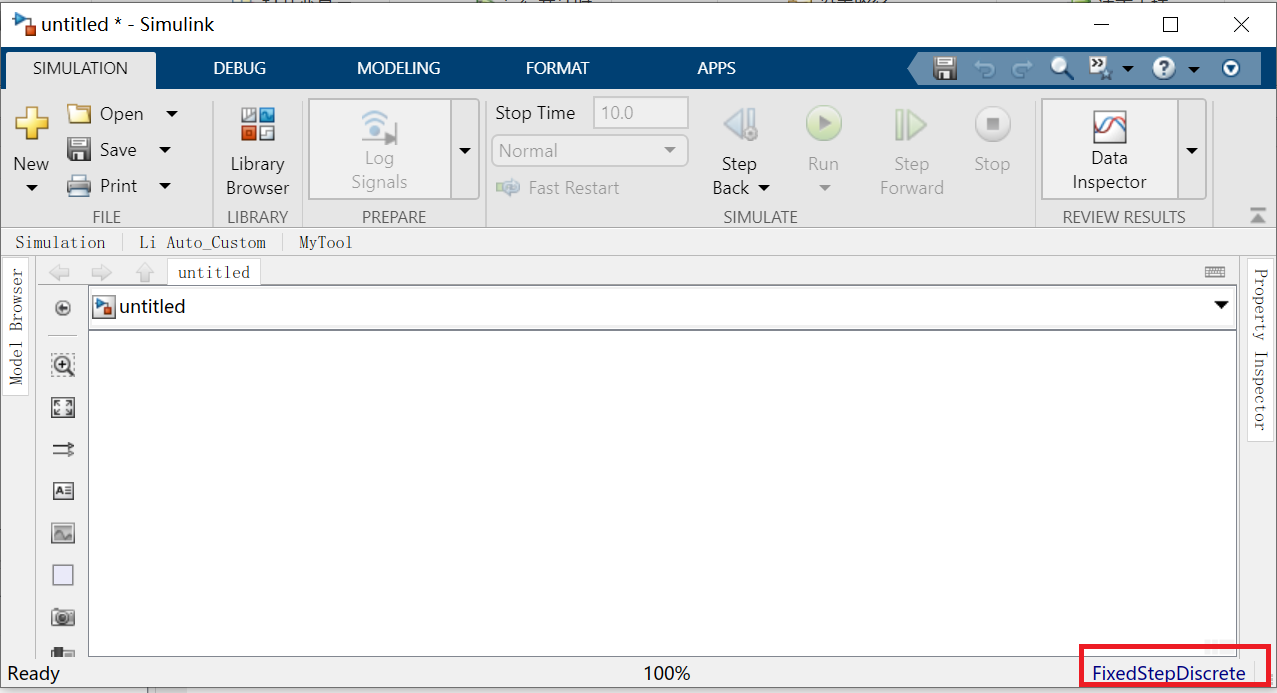 untitled * - Simulink
SIMULATION
DEBUG
MODELING
FORMAT
APPS
New
Open
Save
Print
FILE
Library
Browser
LIBRARY
Log
Signals
PREPARE
Stop Time
10.0
Normal
Fast Restart
Step
Back
Run
Step
Forward
Stop
SIMULATE
Data
Inspector
REVIEW RESULTS
Simulation
Li Auto_Custom
MyTool
Model Browser
untitled
untitled
Property Inspector
Ready
100%
FixedStepDiscrete